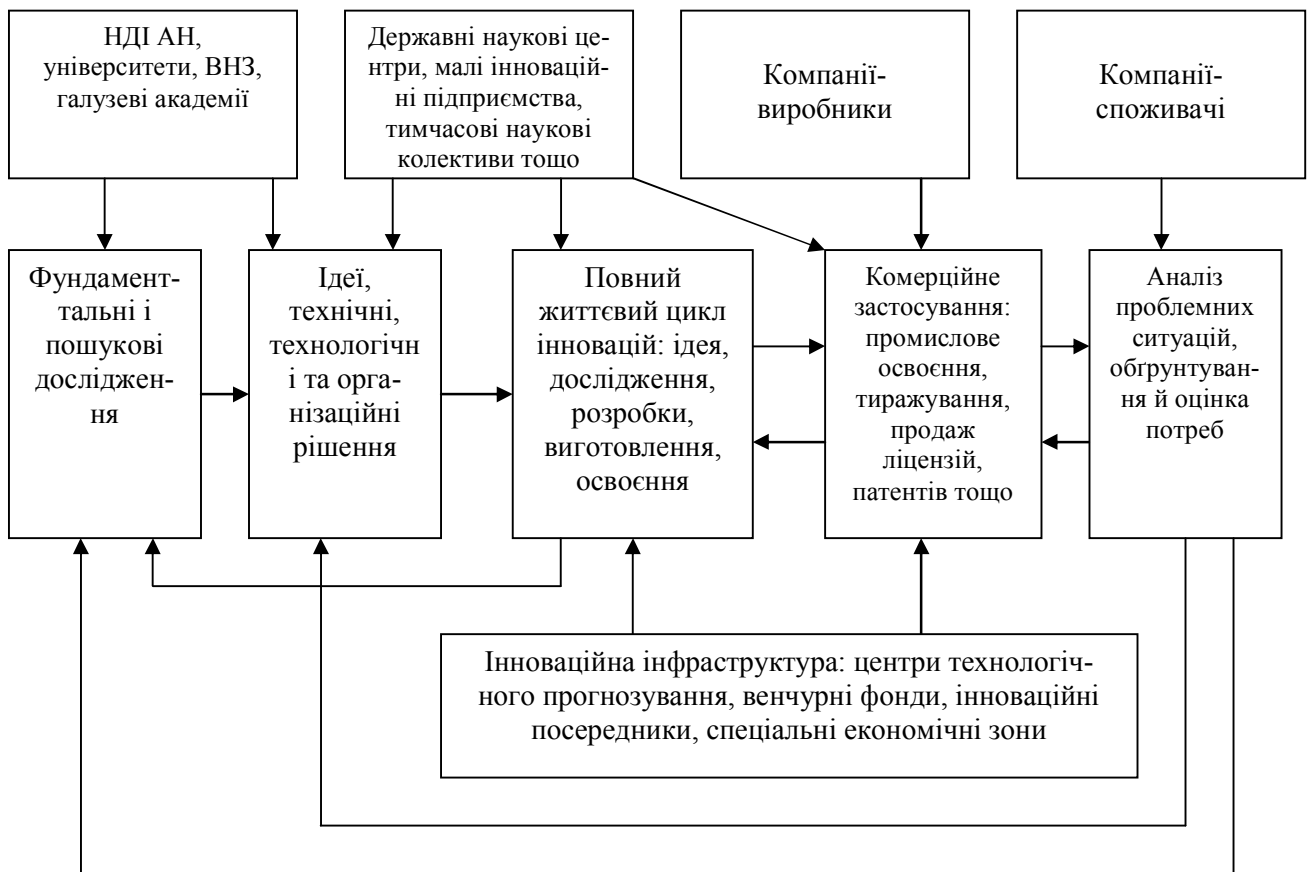 НДІ АН,
університети, ВНЗ,
галузеві академії
Державні наукові це-
нтри, малі інновацій-
ні підприємства,
тимчасові наукові
колективи тощо
Компанії-
виробники
Компанії-
споживачі
Фундамент-
тальні і
пошукові
досліджен-
ня
Ідеї,
технічні,
технологічн
і та орга-
нізаційні
рішення
Повний
життєвий цикл
інновацій: ідея,
дослідження,
розробки,
виготовлення,
освоєння
Комерційне
застосування:
промислове
освоєння,
тиражування,
продаж
ліцензій,
патентів тощо
Аналіз
проблемних
ситуацій,
обґрунтуван-
ня й оцінка
потреб
Інноваційна інфраструктура: центри технологіч-
ного прогнозування, венчурні фонди, інноваційні
посередники, спеціальні економічні зони